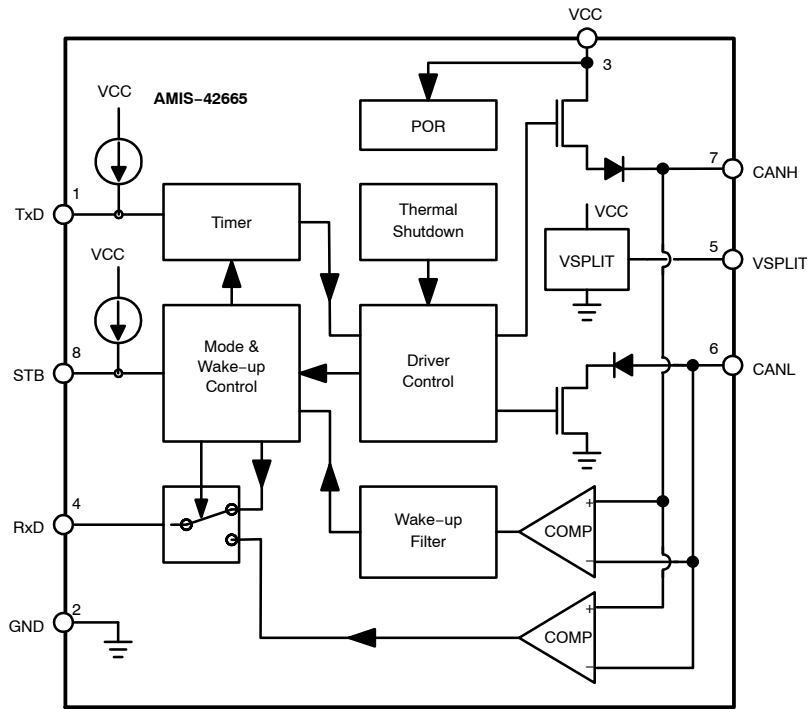 VCC
3
VCC
AMIS−42665
POR
7
CANH
1
TxD
Timer
Thermal
Shutdown
VCC
VSPLIT
5
VSPLIT
VCC
8
STB
Mode &
Wake−up
Control
Driver
Control
6
CANL
4
RxD
Wake−up
Filter
+
COMP
−
2
GND
+
COMP
−